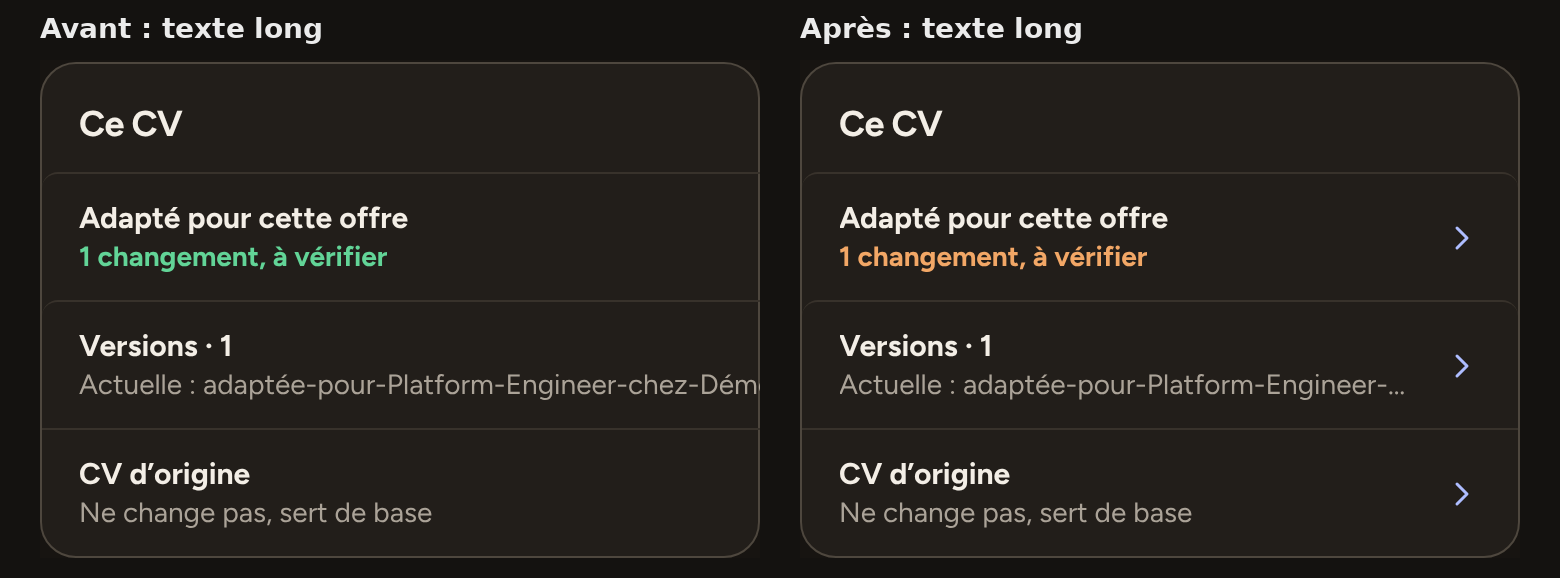 Avant : texte long
Ce CV
Adapté pour cette offre
1 changement, à vérifier
Versions · 1
Actuelle : adaptée-pour-Platform-Engineer-chez-Dém
CV d’origine
Ne change pas, sert de base
Après : texte long
Ce CV
Adapté pour cette offre
1 changement, à vérifier
Versions · 1
Actuelle : adaptée-pour-Platform-Engineer-...
CV d’origine
Ne change pas, sert de base